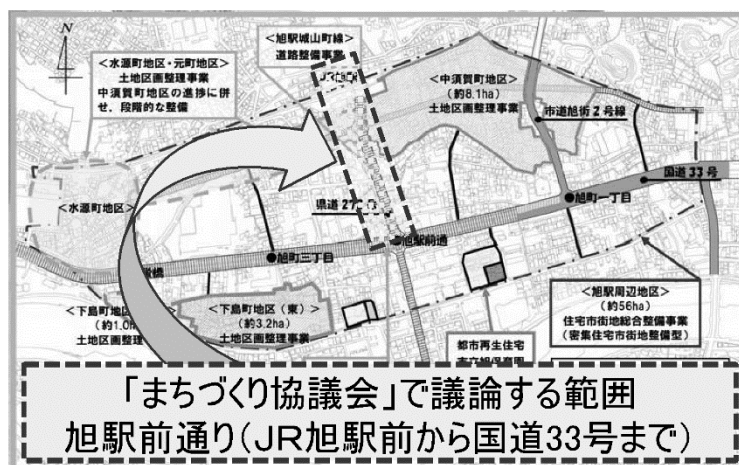 N
<水源町地区・元町地区>
土地区画整理事業
中須賀町地区の進捗に併
せ、段階的な整備
<旭駅城山町線>
道路整備事業
<中須賀町地区>
(約8.1ha)
土地区画整理事業
市道旭街2号線
国道33号
<水源町地区>
県道27
旭町一丁目
旭駅前通
旭町三丁目
<下島町地区>
(約1.0h
土地区画整理
<下島町地区(東)>
(約3.2ha)
土地区画整理事業
都市再生住宅
市立旭保育園
<旭駅周辺地区>
(約56ha)
住宅市街地総合整備事業
(密集住宅市街地整備型)
「まちづくり協議会」で議論する範囲
旭駅前通り(JR旭駅前から国道33号まで)